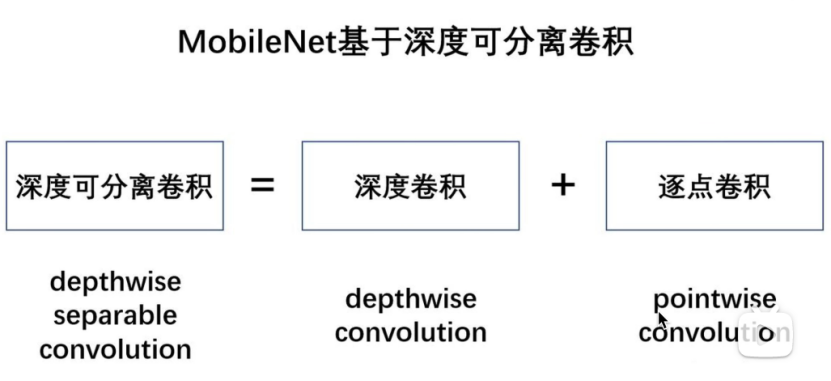 MobileNet基于深度可分离卷积
深度可分离卷积 = 深度卷积 + 逐点卷积
depthwise
separable
convolution
depthwise
convolution
pointwise
convolution